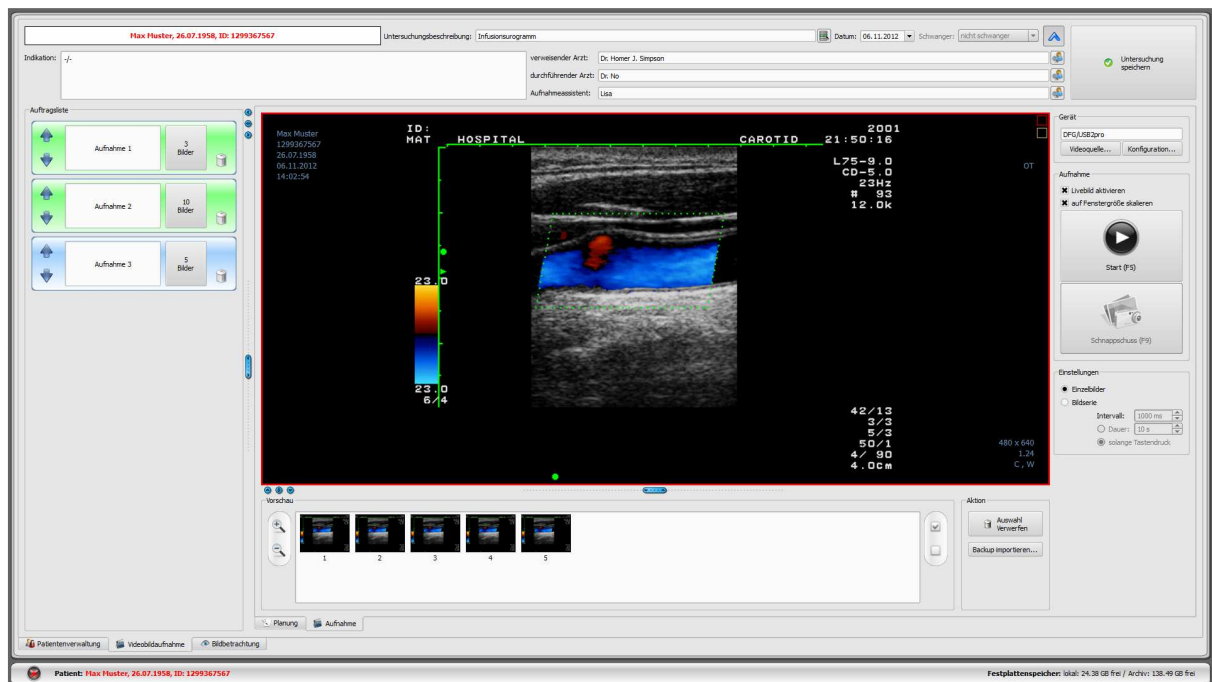 Max Muster, 26.07.1958, ID: 1299367567
Untersuchungsbeschreibung: Infusionsurogramm
Datum: 06.11.2012
Schwanger: nicht schwanger
Untersuchung speichern
Indikation: -/-
verweisender Arzt: Dr. Homer J. Simpson
durchführender Arzt: Dr. No
Aufnahmeassistent: Lisa
Auftragsliste
Aufnahme 1
3 Bilder
Aufnahme 2
10 Bilder
Aufnahme 3
5 Bilder
Max Muster
1299367567
26.07.1958
06.11.2012
14:02:54
ID:
MAT HOSPITAL CAROTID
2001
21:50:16
L75-9.0
CD-5.0
23Hz
# 93
12.0k
OT
23.0
23.0
6/4
42/13
3/3
5/3
50/1
4/ 90
4.0cm
480 x 640
1.24
C , W
Gerät
DFG/USB2pro
Videoquelle... Konfiguration...
Aufnahme
Livebild aktivieren
auf Fenstergröße skalieren
Start (F5)
Schnappschuss (F9)
Einstellungen
Einzelbilder
Bildserie
Intervall: 1000 ms
Dauer: 10 s
solange Tastendruck
Vorschau
1 2 3 4 5
Aktion
Auswahl Verwerfen
Backup importieren...
Planung Aufnahme
Patientenverwaltung Videobildaufnahme Bildbetrachtung
Patient: Max Muster, 26.07.1958, ID: 1299367567
Festplattenspeicher: lokal: 24.38 GB frei / Archiv: 138.49 GB frei